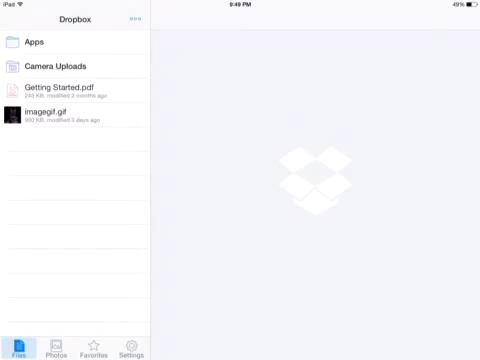 iPad 9:49 PM 49%
Dropbox
Apps
Camera Uploads
Getting Started.pdf
240 KB, modified 2 months ago
imagegif.gif
900 KB, modified 3 days ago
Files Photos Favorites Settings